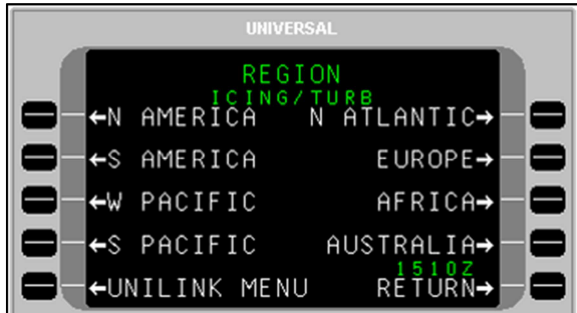 UNIVERSAL
REGION
ICING/TURB
←N AMERICA N ATLANTIC→
←S AMERICA EUROPE→
←W PACIFIC AFRICA→
←S PACIFIC AUSTRALIA→
1510Z
←UNILINK MENU RETURN→